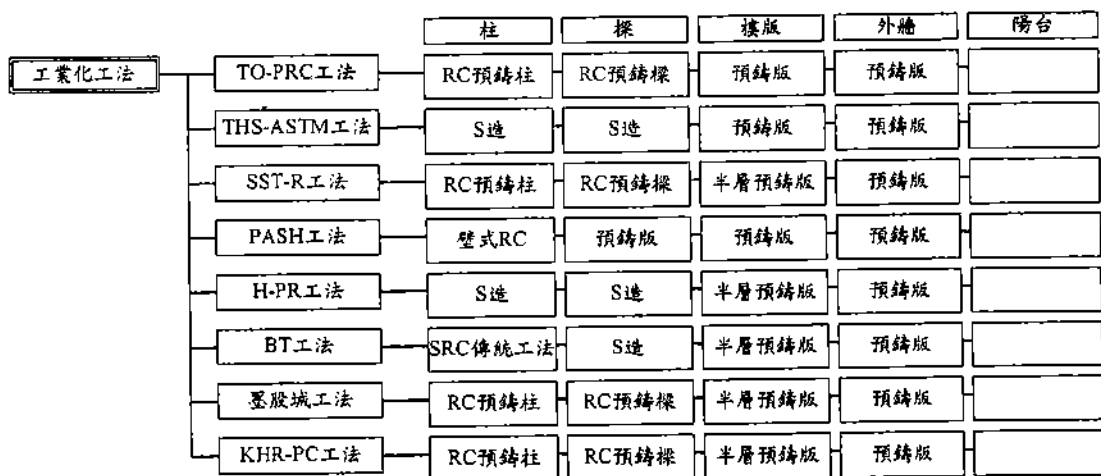 柱 樑 樓版 外牆 陽台
工業化工法 TO-PRC工法 RC預鑄柱 RC預鑄樑 預鑄版 預鑄版
THS-ASTM工法 S造 S造 預鑄版 預鑄版
SST-R工法 RC預鑄柱 RC預鑄樑 半層預鑄版 預鑄版
PASH工法 壁式RC 預鑄版 預鑄版 預鑄版
H-PR工法 S造 S造 半層預鑄版 預鑄版
BT工法 SRC傳統工法 S造 半層預鑄版 預鑄版
墨股城工法 RC預鑄柱 RC預鑄樑 半層預鑄版 預鑄版
KHR-PC工法 RC預鑄柱 RC預鑄樑 半層預鑄版 預鑄版